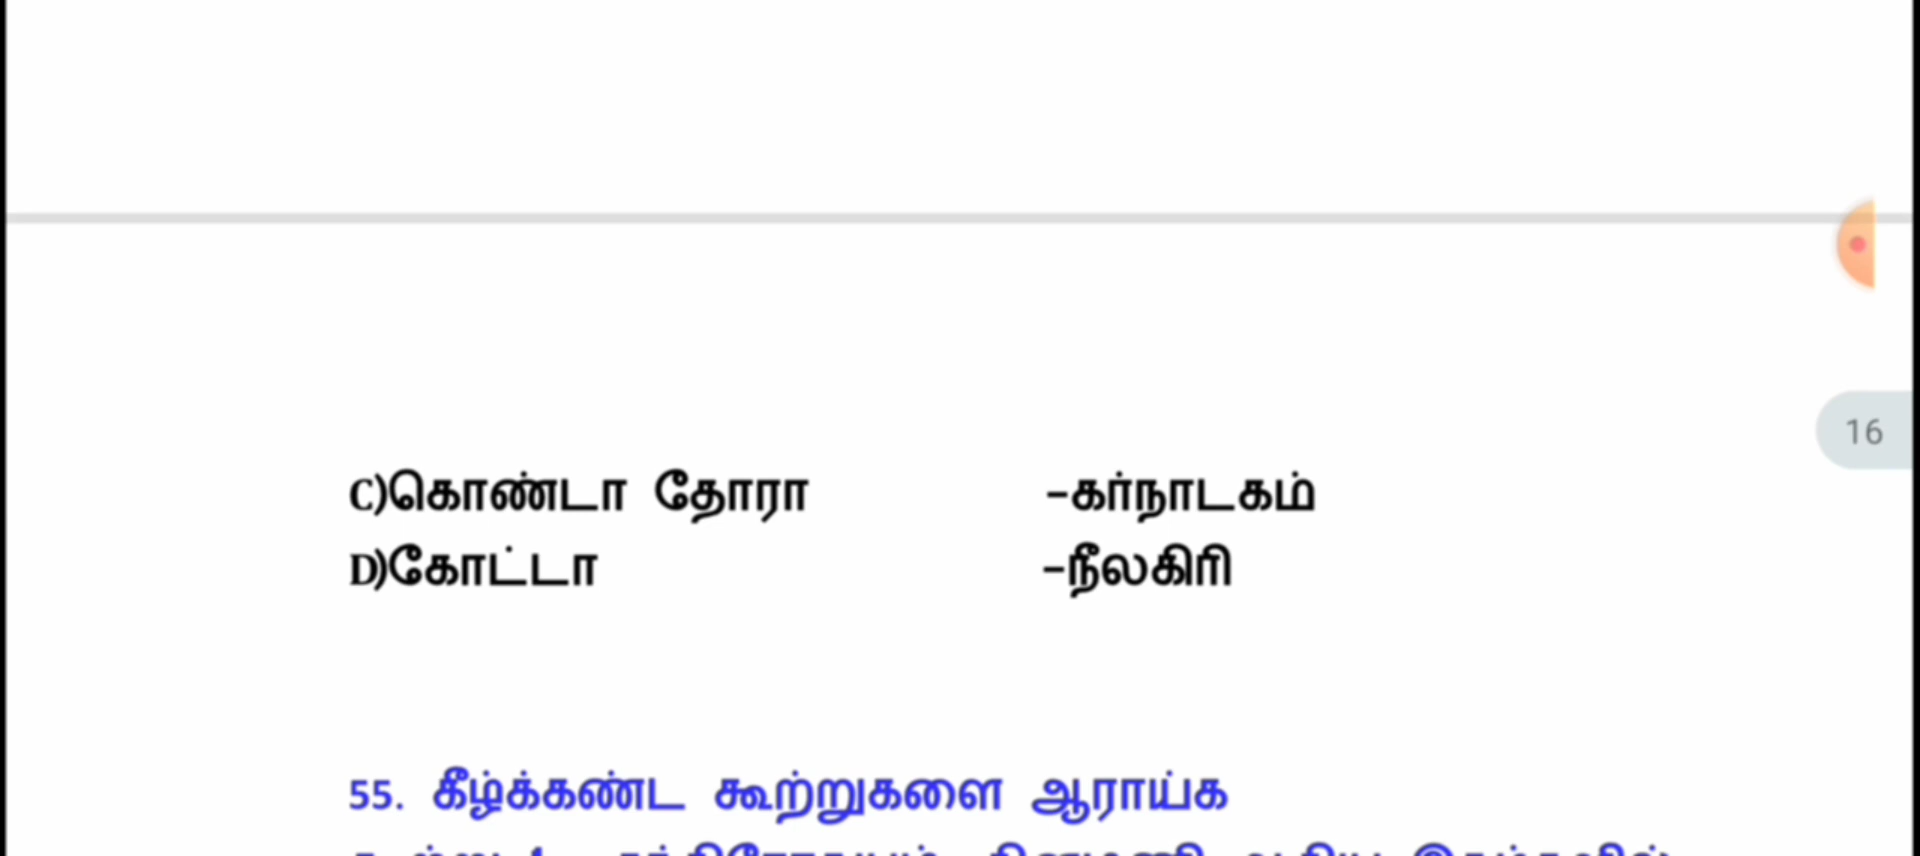 16
C)கொண்டா தோரா –கர்நாடகம்
D)கோட்டா –நீலகிரி
55. கீழ்க்கண்ட கூற்றுகளை ஆராய்க